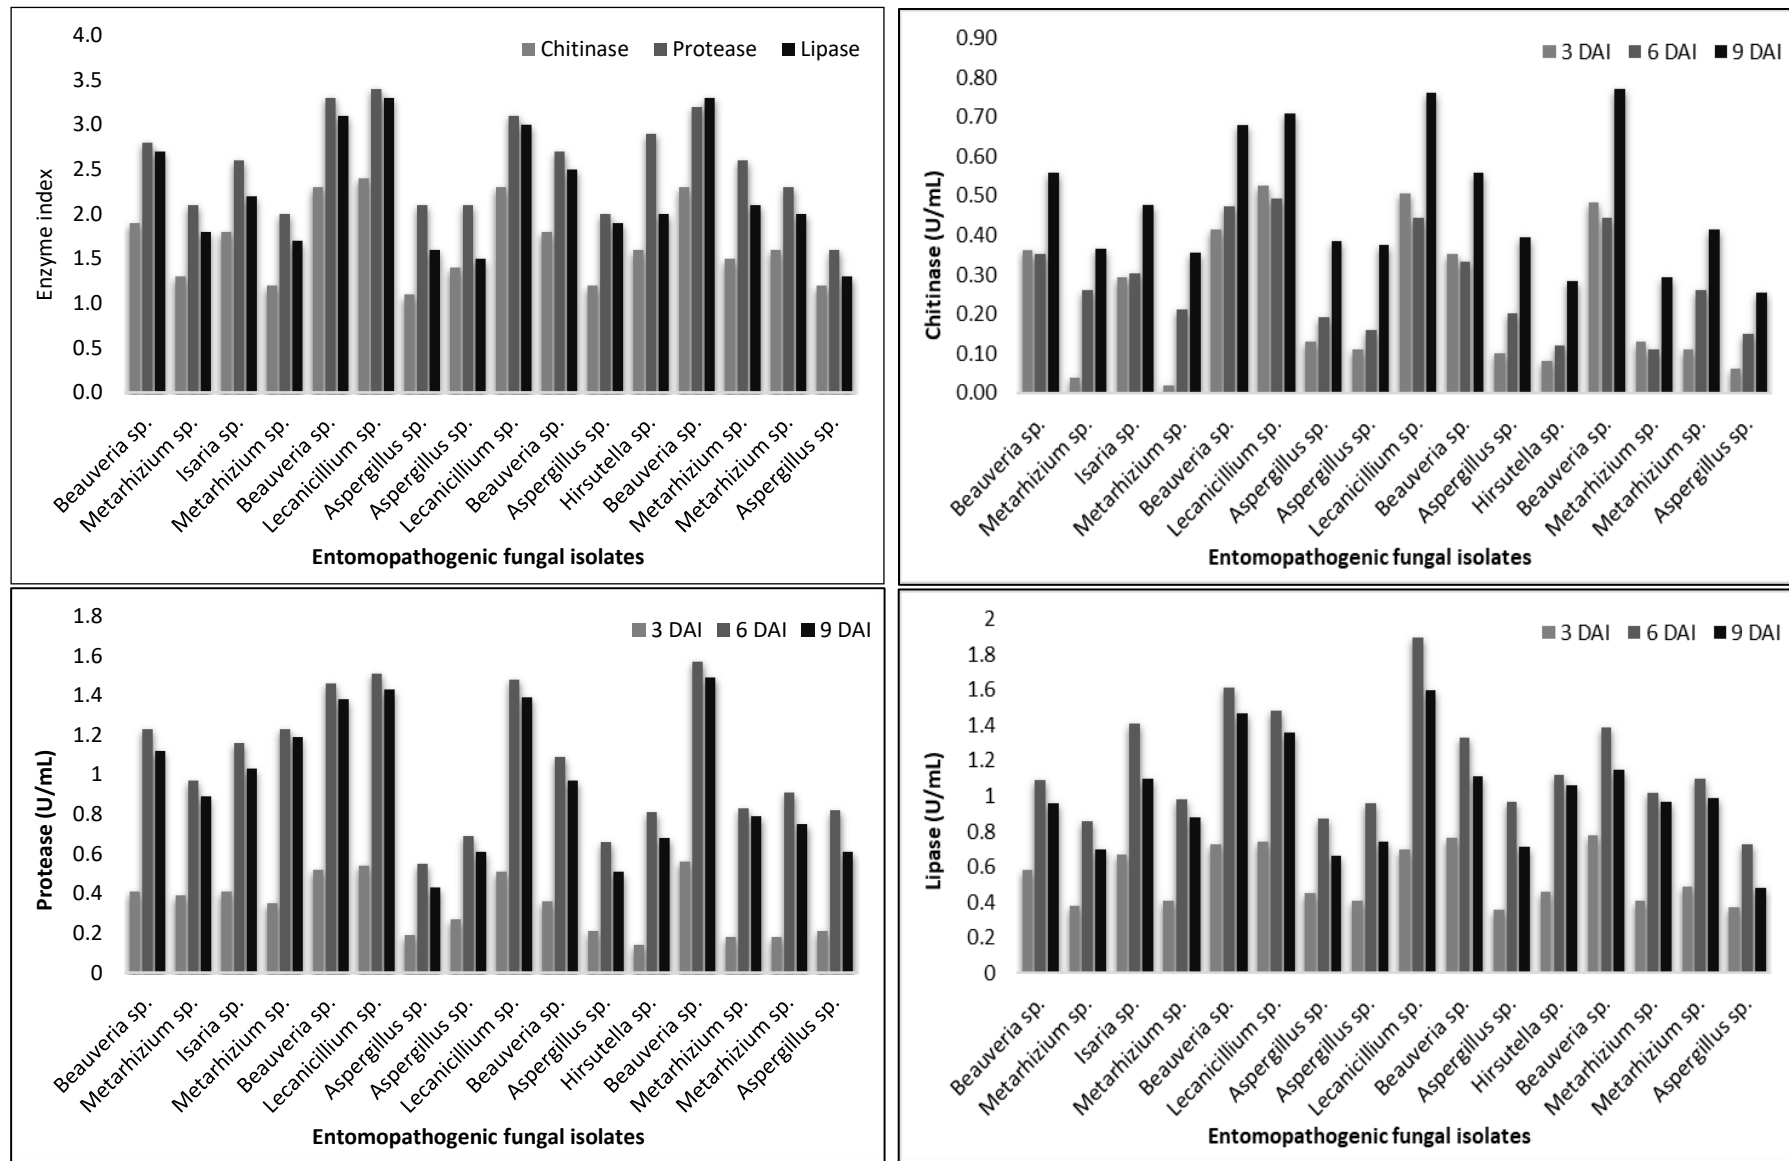 4.0
3.5
3.0
2.5
2.0
1.5
1.0
0.5
0.0
Enzyme index
Chitinase Protease Lipase
Beauveria sp.
Metarhizium sp.
Isaria sp.
Metarhizium sp.
Beauveria sp.
Lecanicillium sp.
Aspergillus sp.
Aspergillus sp.
Lecanicillium sp.
Beauveria sp.
Aspergillus sp.
Hirsutella sp.
Beauveria sp.
Metarhizium sp.
Metarhizium sp.
Aspergillus sp.
Entomopathogenic fungal isolates
0.90
0.80
0.70
0.60
0.50
0.40
0.30
0.20
0.10
0.00
Chitinase (U/mL)
3 DAI 6 DAI 9 DAI
Beauveria sp.
Metarhizium sp.
Isaria sp.
Metarhizium sp.
Beauveria sp.
Lecanicillium sp.
Aspergillus sp.
Aspergillus sp.
Lecanicillium sp.
Beauveria sp.
Aspergillus sp.
Hirsutella sp.
Beauveria sp.
Metarhizium sp.
Metarhizium sp.
Aspergillus sp.
Entomopathogenic fungal isolates
1.8
1.6
1.4
1.2
1
0.8
0.6
0.4
0.2
0
Protease (U/mL)
3 DAI 6 DAI 9 DAI
Beauveria sp.
Metarhizium sp.
Isaria sp.
Metarhizium sp.
Beauveria sp.
Lecanicillium sp.
Aspergillus sp.
Aspergillus sp.
Lecanicillium sp.
Beauveria sp.
Aspergillus sp.
Hirsutella sp.
Beauveria sp.
Metarhizium sp.
Metarhizium sp.
Aspergillus sp.
Entomopathogenic fungal isolates
2
1.8
1.6
1.4
1.2
1
0.8
0.6
0.4
0.2
0
Lipase (U/mL)
3 DAI 6 DAI 9 DAI
Beauveria sp.
Metarhizium sp.
Isaria sp.
Metarhizium sp.
Beauveria sp.
Lecanicillium sp.
Aspergillus sp.
Aspergillus sp.
Lecanicillium sp.
Beauveria sp.
Aspergillus sp.
Hirsutella sp.
Beauveria sp.
Metarhizium sp.
Metarhizium sp.
Aspergillus sp.
Entomopathogenic fungal isolates